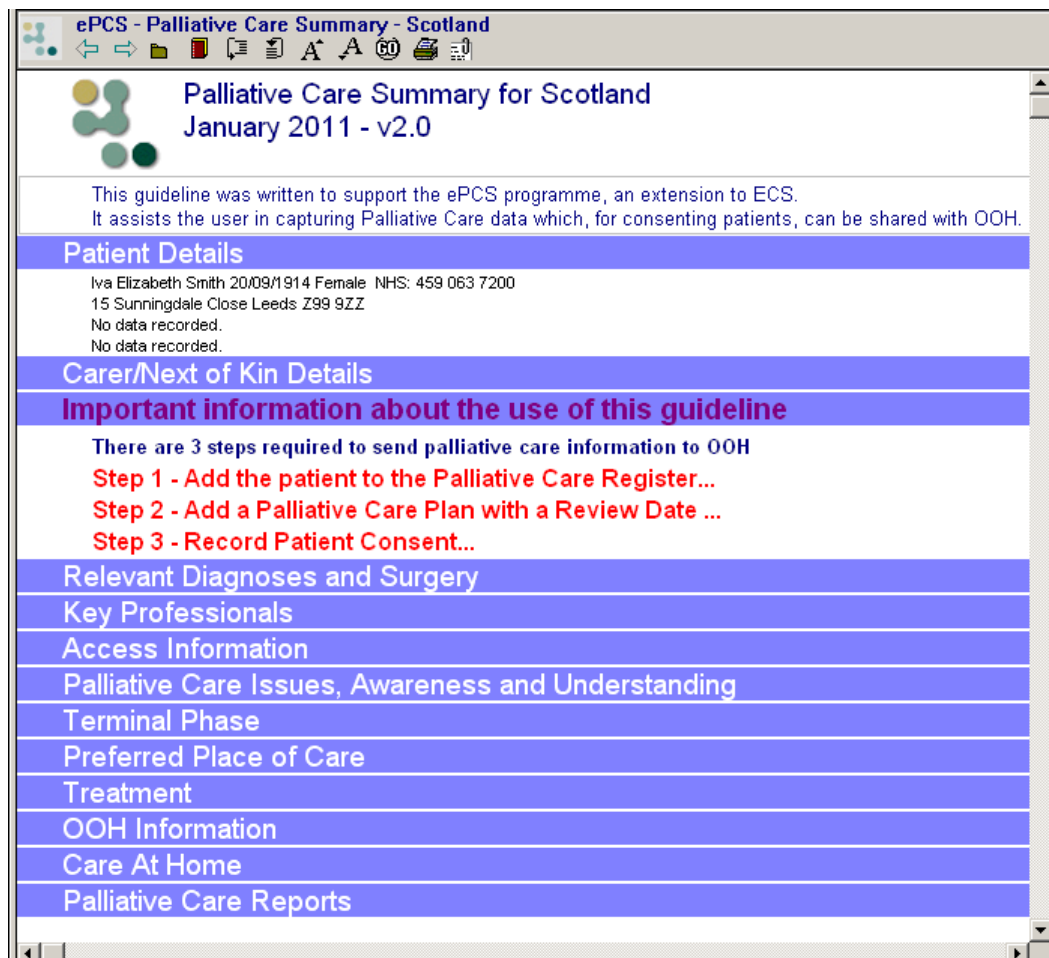 ePCS - Palliative Care Summary - Scotland
A A GO
Palliative Care Summary for Scotland
January 2011 - v2.0
This guideline was written to support the ePCS programme, an extension to ECS.
It assists the user in capturing Palliative Care data which, for consenting patients, can be shared with OOH.
Patient Details
Iva Elizabeth Smith 20/09/1914 Female NHS: 459 063 7200
15 Sunningdale Close Leeds Z99 9ZZ
No data recorded.
No data recorded.
Carer/Next of Kin Details
Important information about the use of this guideline
There are 3 steps required to send palliative care information to OOH
Step 1 - Add the patient to the Palliative Care Register...
Step 2 - Add a Palliative Care Plan with a Review Date ...
Step 3 - Record Patient Consent...
Relevant Diagnoses and Surgery
Key Professionals
Access Information
Palliative Care Issues, Awareness and Understanding
Terminal Phase
Preferred Place of Care
Treatment
OOH Information
Care At Home
Palliative Care Reports